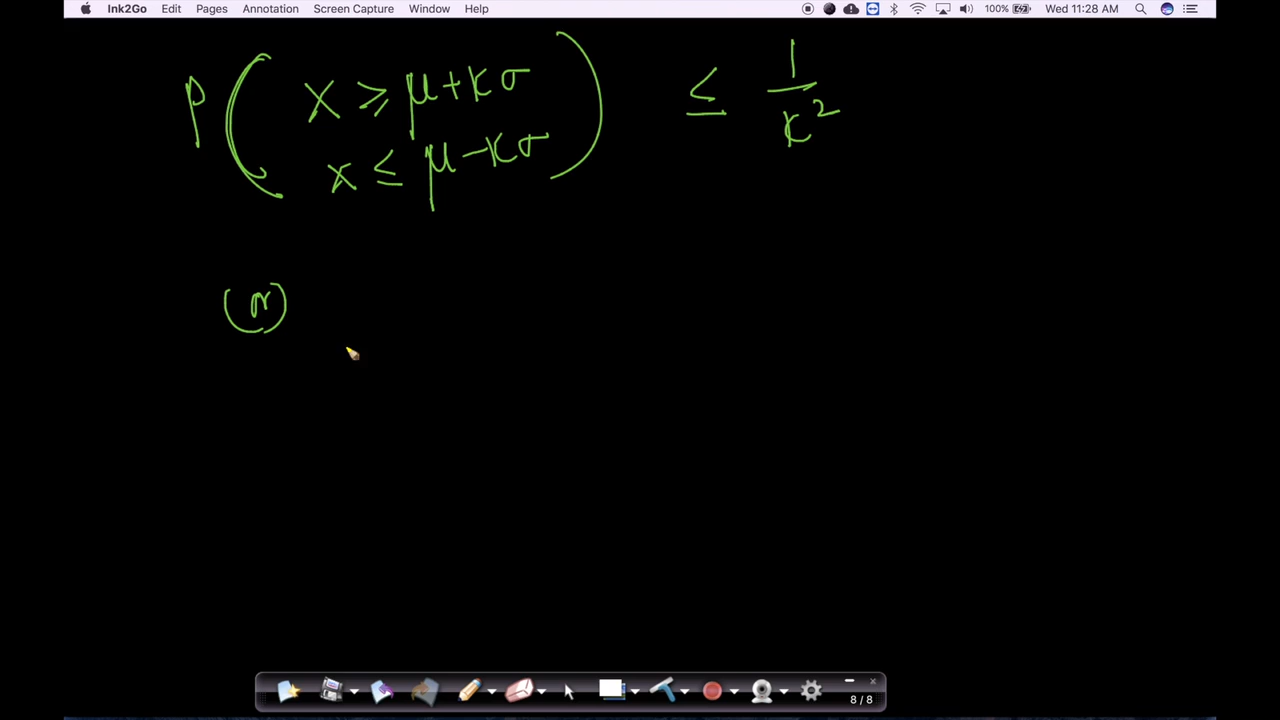 Ink2Go Edit Pages Annotation Screen Capture Window Help 100% Wed 11:28 AM
P ( X ≥ μ+kσ
x ≤ μ-kσ ) ≤ 1/k²
(or)
8/8